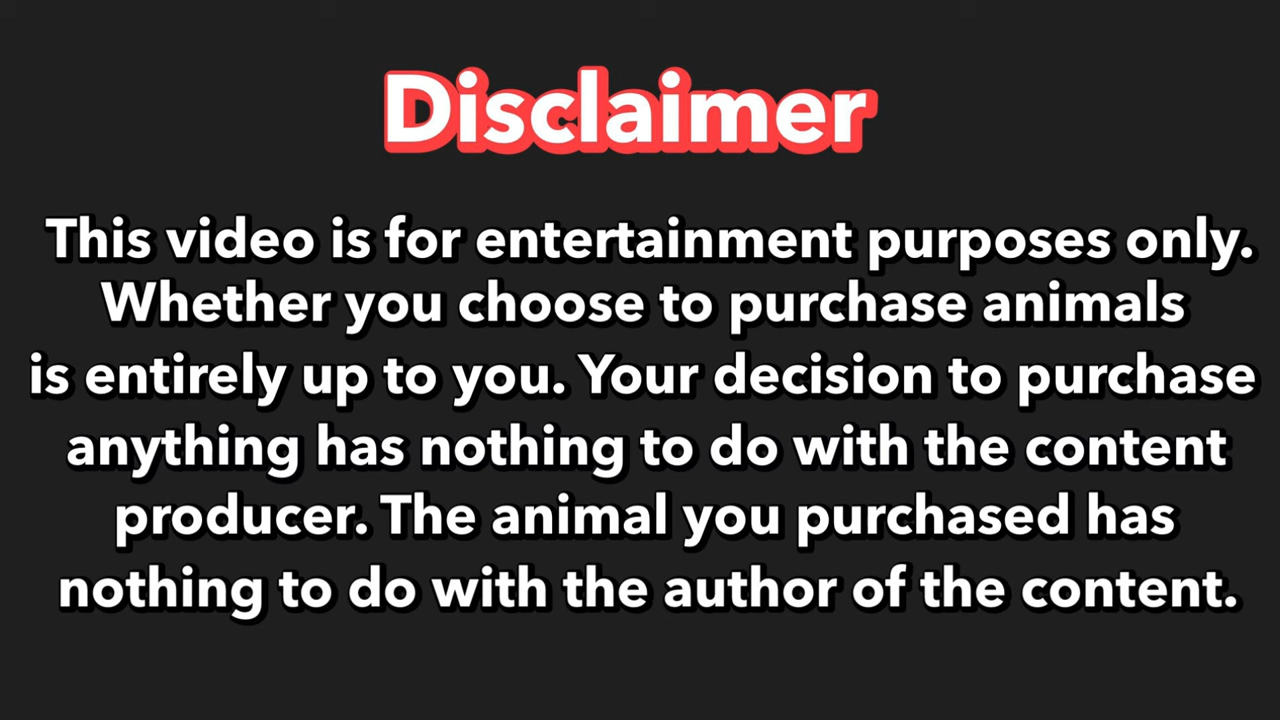 Disclaimer
This video is for entertainment purposes only.
Whether you choose to purchase animals
is entirely up to you. Your decision to purchase
anything has nothing to do with the content
producer. The animal you purchased has
nothing to do with the author of the content.